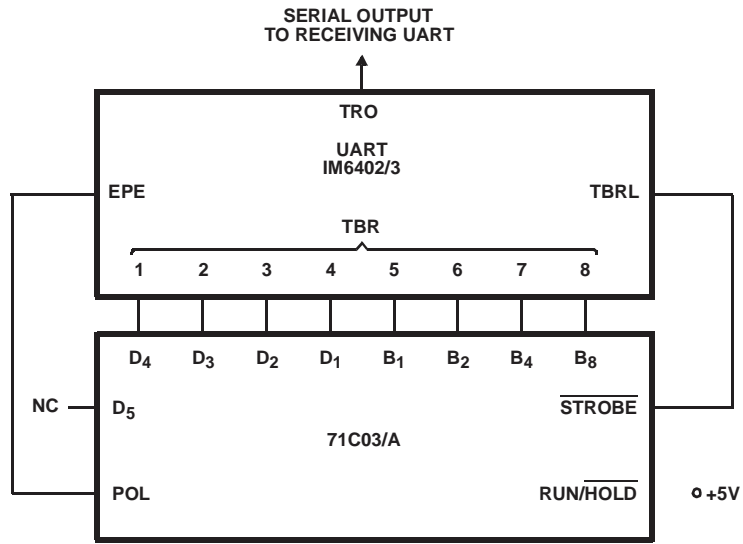 SERIAL OUTPUT
TO RECEIVING UART
TRO
UART
IM6402/3
EPE
TBRL
TBR
1 2 3 4 5 6 7 8
D4 D3 D2 D1 B1 B2 B4 B8
NC
D5
STROBE
71C03/A
POL
RUN/HOLD
+5V